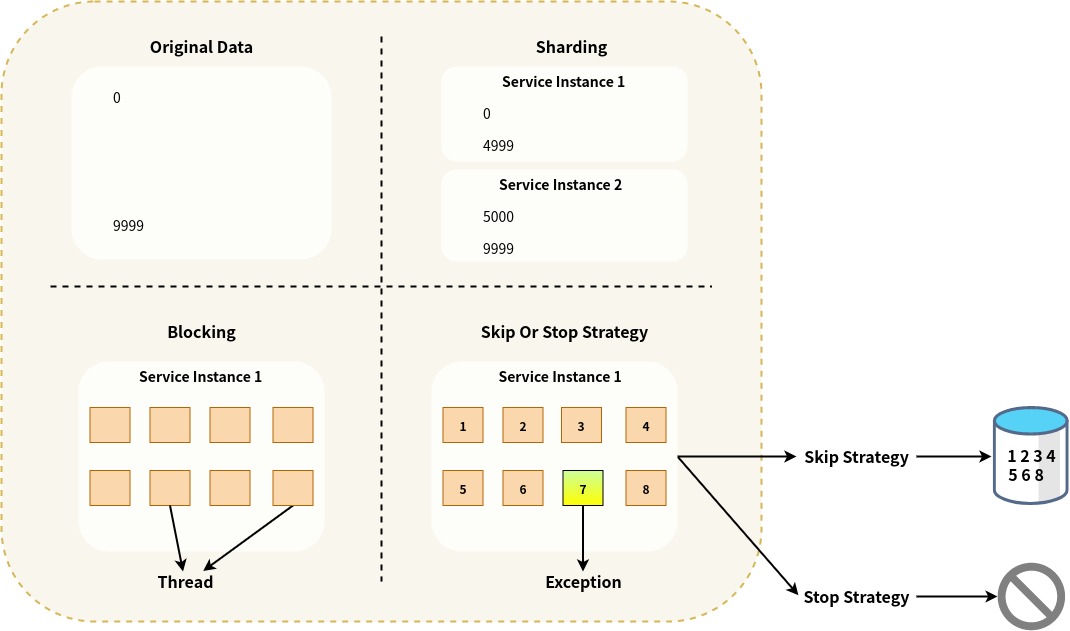 Original Data
0
9999
Sharding
Service Instance 1
0
4999
Service Instance 2
5000
9999
Blocking
Service Instance 1
Thread
Skip Or Stop Strategy
Service Instance 1
1 2 3 4
5 6 7 8
Exception
Skip Strategy
1 2 3 4
5 6 8
Stop Strategy